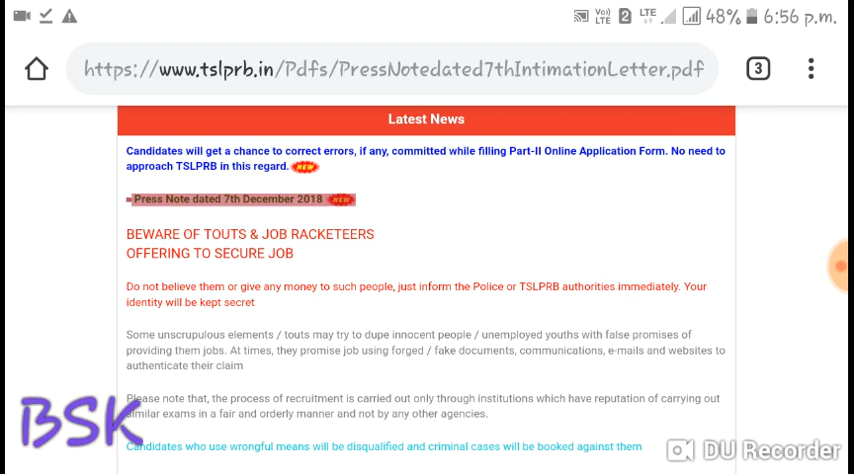 Vo))
LTE
2
LTE
48%
6:56 p.m.
https://www.tslprb.in/Pdfs/PressNotedated7thIntimationLetter.pdf
3
Latest News
Candidates will get a chance to correct errors, if any, committed while filling Part-II Online Application Form. No need to
approach TSLPRB in this regard. NEW
Press Note dated 7th December 2018 NEW
BEWARE OF TOUTS & JOB RACKETEERS
OFFERING TO SECURE JOB
Do not believe them or give any money to such people, just inform the Police or TSLPRB authorities immediately. Your
identity will be kept secret
Some unscrupulous elements / touts may try to dupe innocent people / unemployed youths with false promises of
providing them jobs. At times, they promise job using forged / fake documents, communications, e-mails and websites to
authenticate their claim
Please note that, the process of recruitment is carried out only through institutions which have reputation of carrying out
similar exams in a fair and orderly manner and not by any other agencies.
Candidates who use wrongful means will be disqualified and criminal cases will be booked against them
BSK
DU Recorder